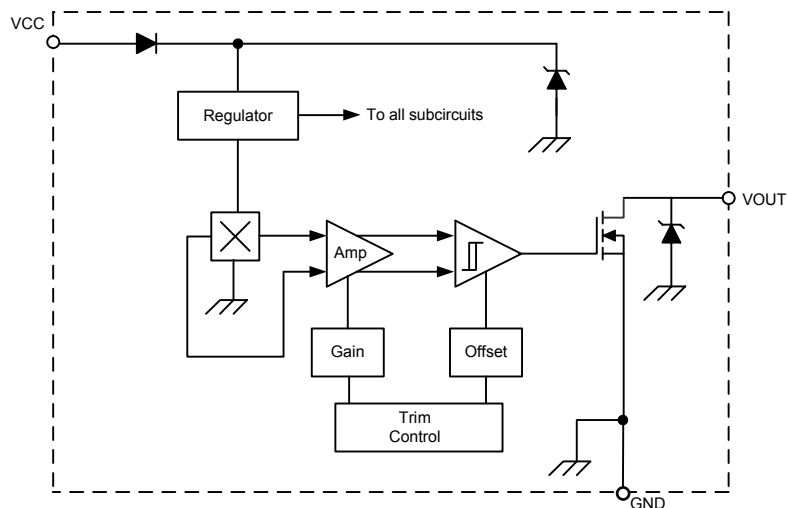 VCC
Regulator
To all subcircuits
VOUT
Amp
Gain
Offset
Trim
Control
GND